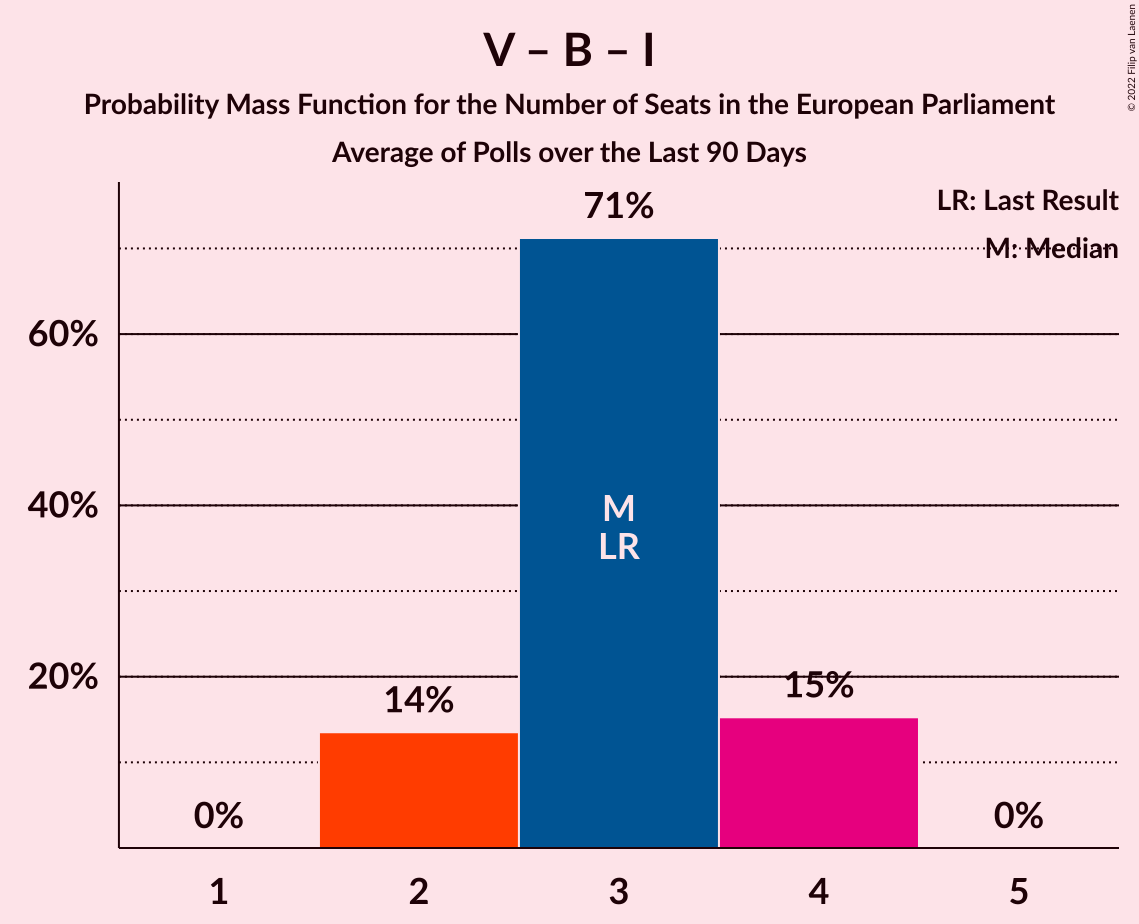 V – B – I
Probability Mass Function for the Number of Seats in the European Parliament
Average of Polls over the Last 90 Days
© 2022 Filip van Laenen
LR: Last Result
M: Median
71%
60%
40%
20%
M
LR
14%
15%
0%
0%
1
2
3
4
5